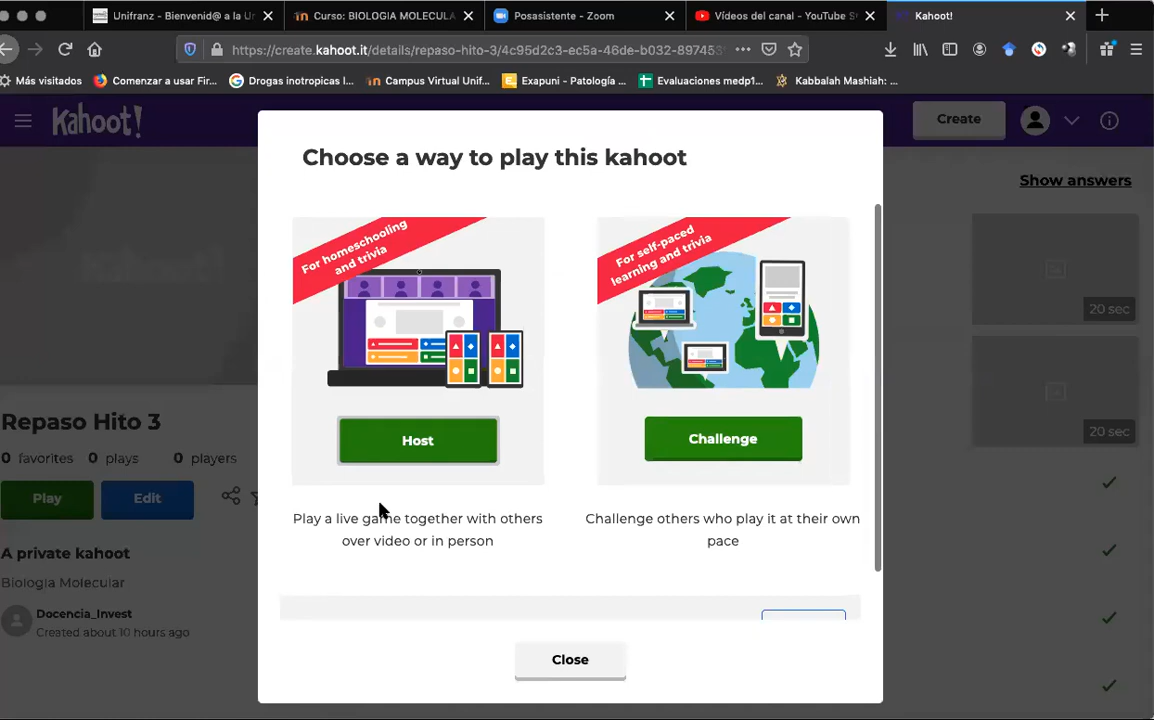 Unifranz - Bienvenid@ a la U
Curso: BIOLOGIA MOLECULA
Posasistente - Zoom
Vídeos del canal - YouTube S
Kahoot!
https://create.kahoot.it/details/repaso-hito-3/4c95d2c3-ec5a-46de-b032-897453
Más visitados
Comenzar a usar Fir...
Drogas inotropicas l...
Campus Virtual Unif...
Exapuni - Patología ...
Evaluaciones medp1...
Kabbalah Mashiah: ...
Kahoot!
Create
Choose a way to play this kahoot
Show answers
For homeschooling
and trivia
For self-paced
learning and trivia
20 sec
20 sec
Host
Challenge
Play a live game together with others
over video or in person
Challenge others who play it at their own
pace
Close
Repaso Hito 3
0 favorites
0 plays
0 players
Play
Edit
A private kahoot
Biologia Molecular
Docencia_Invest
Created about 10 hours ago